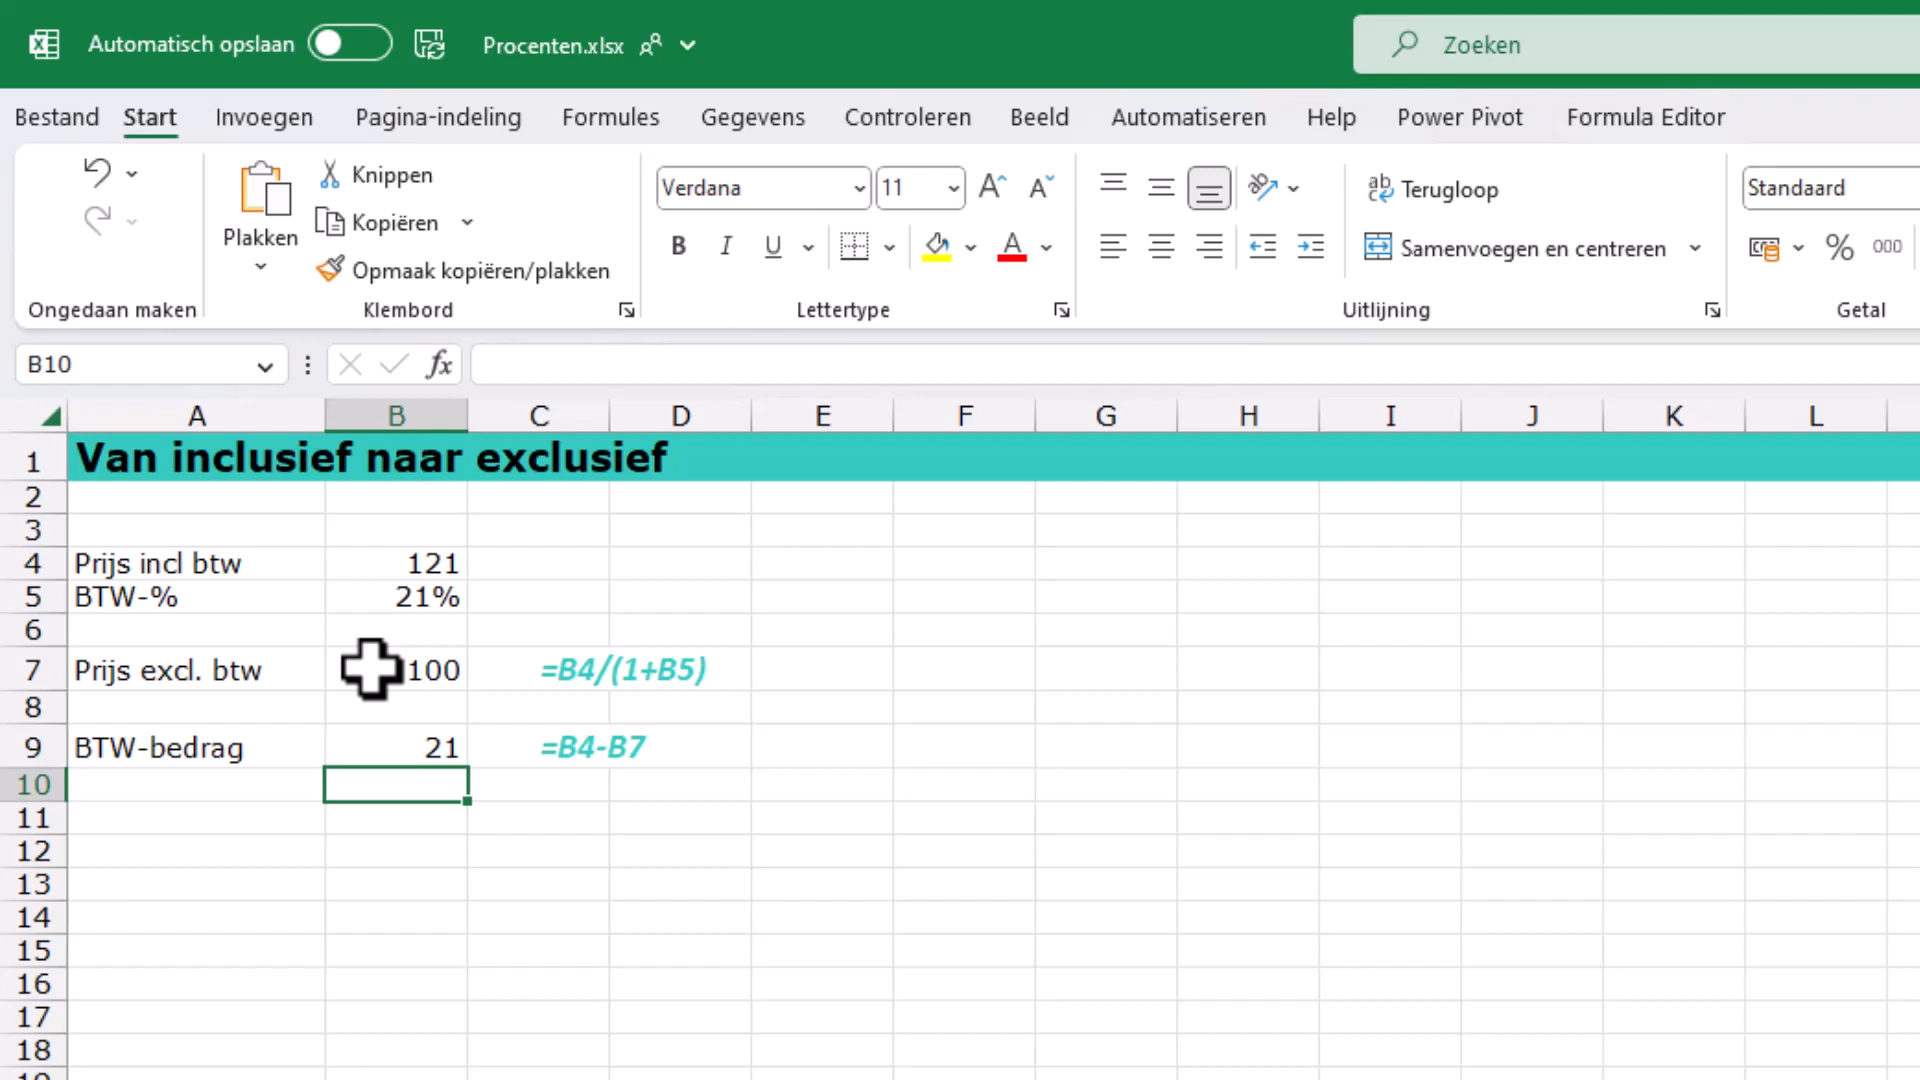 Automatisch opslaan
Procenten.xlsx
Zoeken
Bestand Start Invoegen Pagina-indeling Formules Gegevens Controleren Beeld Automatiseren Help Power Pivot Formula Editor
Plakken
Knippen
Kopiëren
Opmaak kopiëren/plakken
Verdana 11
B I U
Terugloop
Samenvoegen en centreren
Standaard
% 000
Ongedaan maken Klembord Lettertype Uitlijning Getal
B10 fx
A B C D E F G H I J K L
1 Van inclusief naar exclusief
2
3
4 Prijs incl btw 121
5 BTW-% 21%
6
7 Prijs excl. btw 100 =B4/(1+B5)
8
9 BTW-bedrag 21 =B4-B7
10
11
12
13
14
15
16
17
18